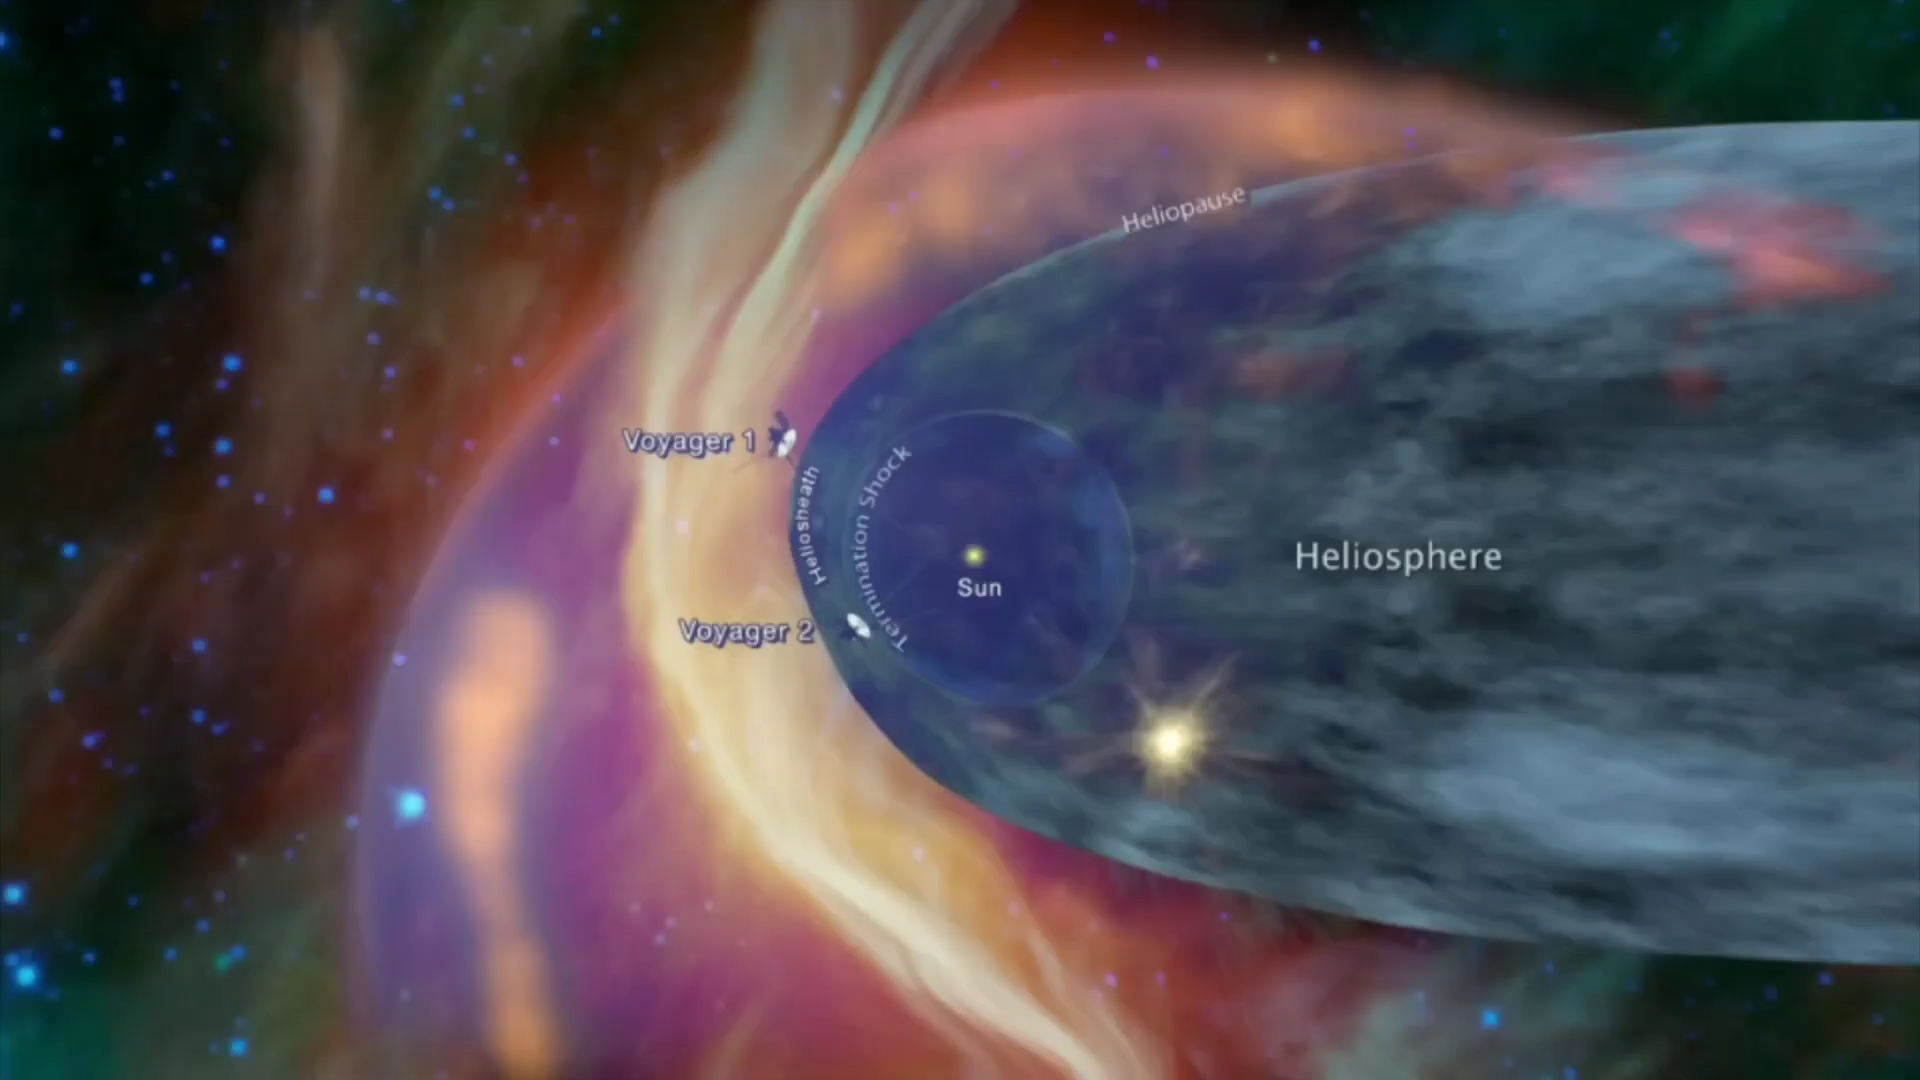 Heliopause
Voyager 1
Heliosheath
Termination Shock
Heliosphere
Sun
Voyager 2